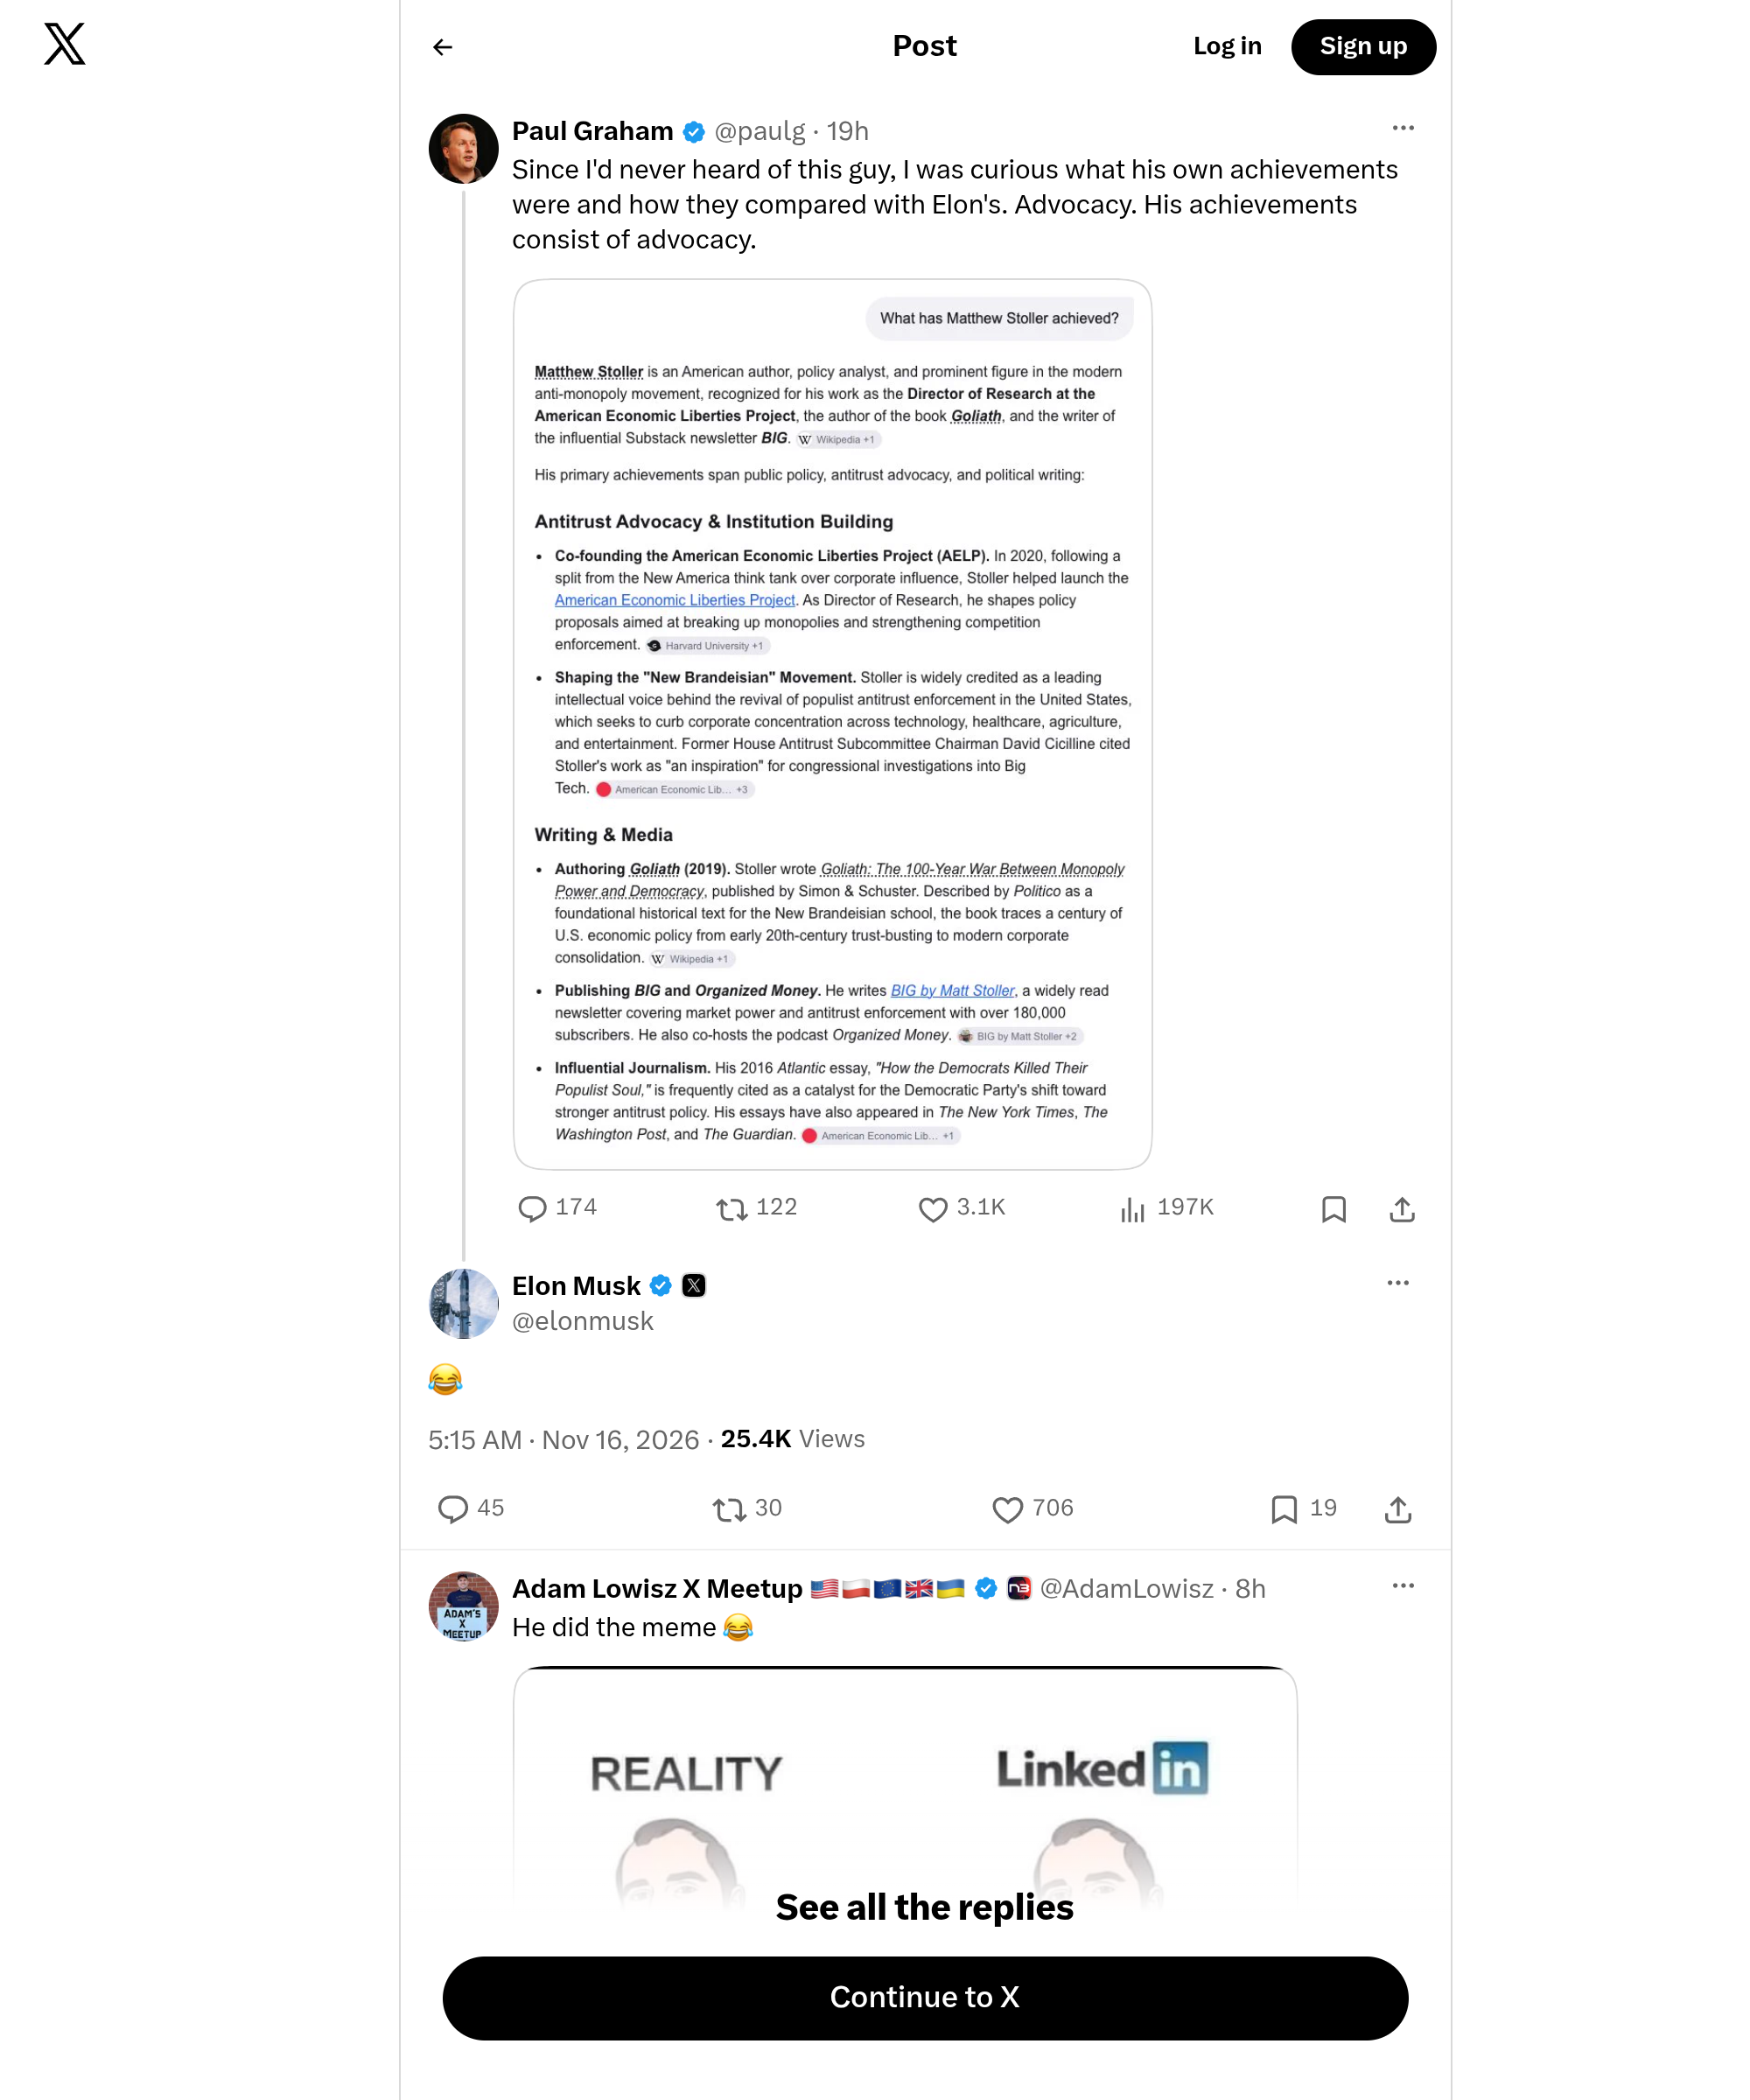 Post
Log in
Sign up
Paul Graham @paulg · 19h
Since I'd never heard of this guy, I was curious what his own achievements
were and how they compared with Elon's. Advocacy. His achievements
consist of advocacy.
What has Matthew Stoller achieved?
Matthew Stoller is an American author, policy analyst, and prominent figure in the modern
anti-monopoly movement, recognized for his work as the Director of Research at the
American Economic Liberties Project, the author of the book Goliath, and the writer of
the influential Substack newsletter BIG. W Wikipedia +1
His primary achievements span public policy, antitrust advocacy, and political writing:
Antitrust Advocacy & Institution Building
• Co-founding the American Economic Liberties Project (AELP). In 2020, following a
split from the New America think tank over corporate influence, Stoller helped launch the
American Economic Liberties Project. As Director of Research, he shapes policy
proposals aimed at breaking up monopolies and strengthening competition
enforcement. Harvard University +1
• Shaping the "New Brandeisian" Movement. Stoller is widely credited as a leading
intellectual voice behind the revival of populist antitrust enforcement in the United States,
which seeks to curb corporate concentration across technology, healthcare, agriculture,
and entertainment. Former House Antitrust Subcommittee Chairman David Cicilline cited
Stoller's work as "an inspiration" for congressional investigations into Big
Tech. American Economic Lib... +3
Writing & Media
• Authoring Goliath (2019). Stoller wrote Goliath: The 100-Year War Between Monopoly
Power and Democracy, published by Simon & Schuster. Described by Politico as a
foundational historical text for the New Brandeisian school, the book traces a century of
U.S. economic policy from early 20th-century trust-busting to modern corporate
consolidation. W Wikipedia +1
• Publishing BIG and Organized Money. He writes BIG by Matt Stoller, a widely read
newsletter covering market power and antitrust enforcement with over 180,000
subscribers. He also co-hosts the podcast Organized Money. BIG by Matt Stoller +2
• Influential Journalism. His 2016 Atlantic essay, "How the Democrats Killed Their
Populist Soul," is frequently cited as a catalyst for the Democratic Party's shift toward
stronger antitrust policy. His essays have also appeared in The New York Times, The
Washington Post, and The Guardian. American Economic Lib... +1
174 122 3.1K 197K
Elon Musk
@elonmusk
😂
5:15 AM · Nov 16, 2026 · 25.4K Views
45 30 706 19
Adam Lowisz X Meetup 🇺🇸🇵🇱🇪🇺🇬🇧🇺🇦 n3 @AdamLowisz · 8h
ADAM'S
X
MEETUP
He did the meme 😂
REALITY
Linked in
See all the replies
Continue to X